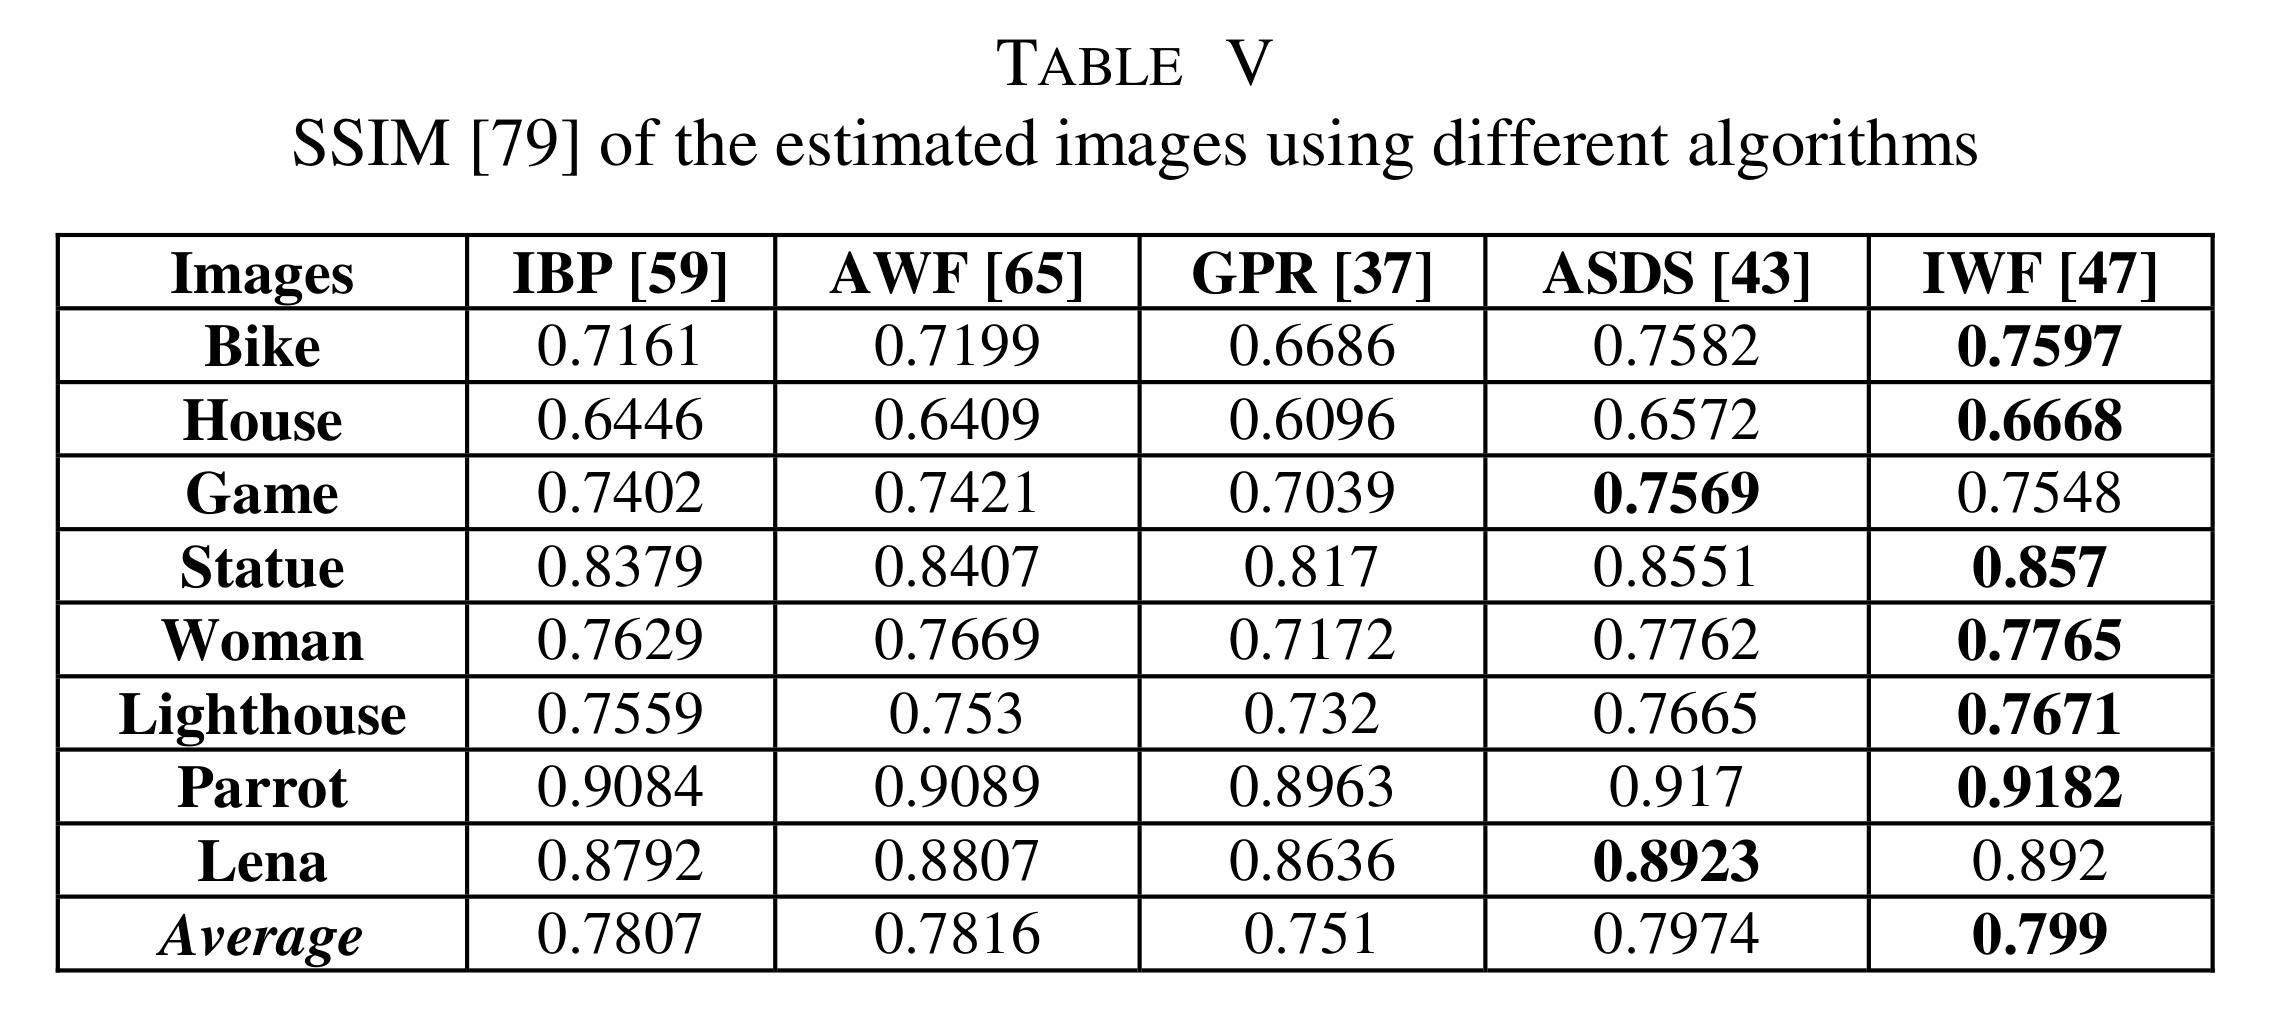 TABLE V
SSIM [79] of the estimated images using different algorithms
Images IBP [59] AWF [65] GPR [37] ASDS [43] IWF [47]
Bike 0.7161 0.7199 0.6686 0.7582 0.7597
House 0.6446 0.6409 0.6096 0.6572 0.6668
Game 0.7402 0.7421 0.7039 0.7569 0.7548
Statue 0.8379 0.8407 0.817 0.8551 0.857
Woman 0.7629 0.7669 0.7172 0.7762 0.7765
Lighthouse 0.7559 0.753 0.732 0.7665 0.7671
Parrot 0.9084 0.9089 0.8963 0.917 0.9182
Lena 0.8792 0.8807 0.8636 0.8923 0.892
Average 0.7807 0.7816 0.751 0.7974 0.799